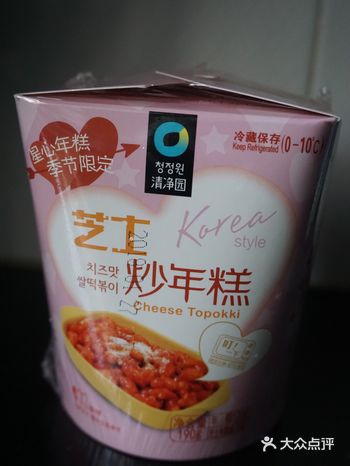 星心年糕
季节限定
冷藏保存(0-10℃)
Keep Refrigerated
청정원
清净园
Korea
style
芝士
치즈맛
쌀떡볶이
炒年糕
Cheese Topokki
190g
大众点评